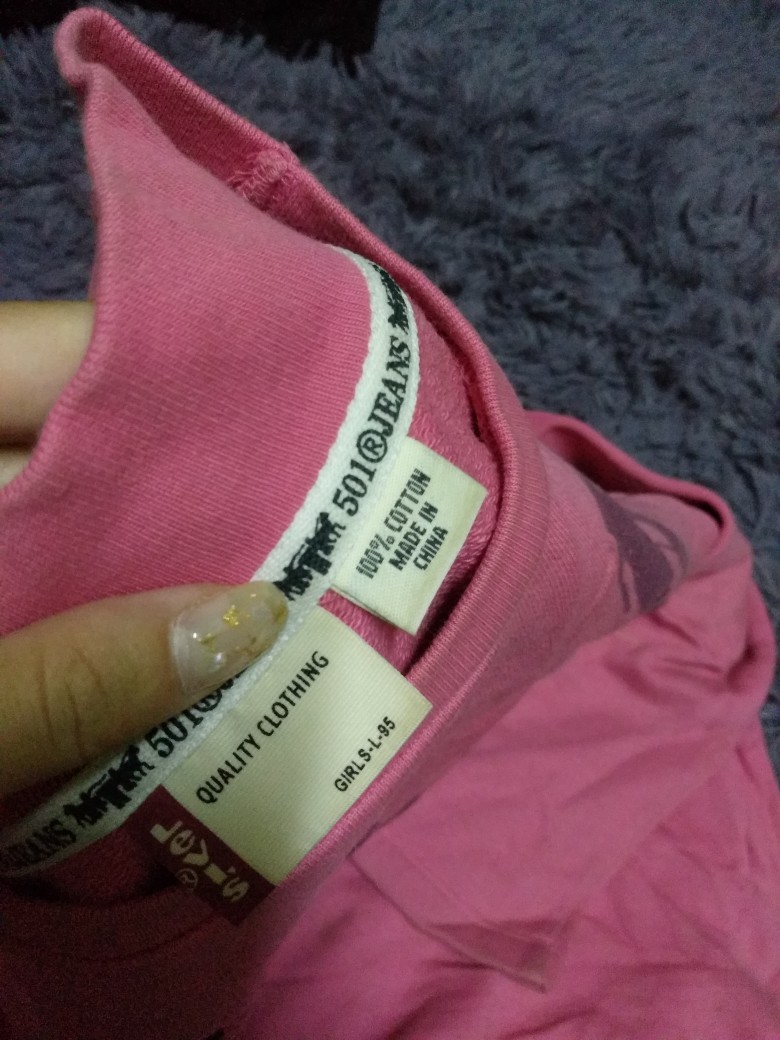 501®JEANS
100% COTTON
MADE IN
CHINA
501®
JEANS
QUALITY CLOTHING
GIRLS-L-95
Levi's®